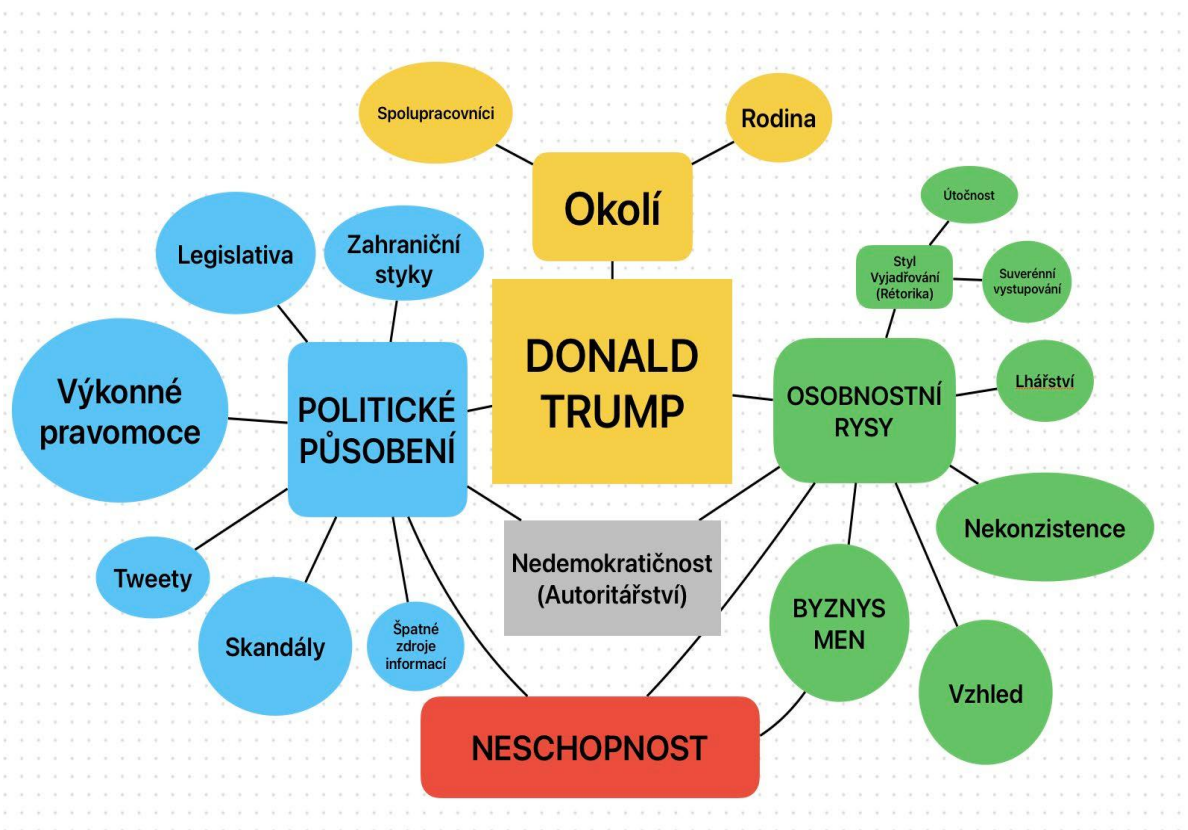 Spolupracovníci
Rodina
Okolí
Útočnost
Legislativa
Zahraniční
styky
Styl
Vyjadřování
(Rétorika)
Suverénní
vystupování
DONALD
TRUMP
Výkonné
pravomoce
POLITICKÉ
PŮSOBENÍ
OSOBNOSTNÍ
RYSY
Lhářství
Nekonzistence
Nedemokratičnost
(Autoritářství)
Tweety
Skandály
Špatné
zdroje
informací
BYZNYS
MEN
Vzhled
NESCHOPNOST